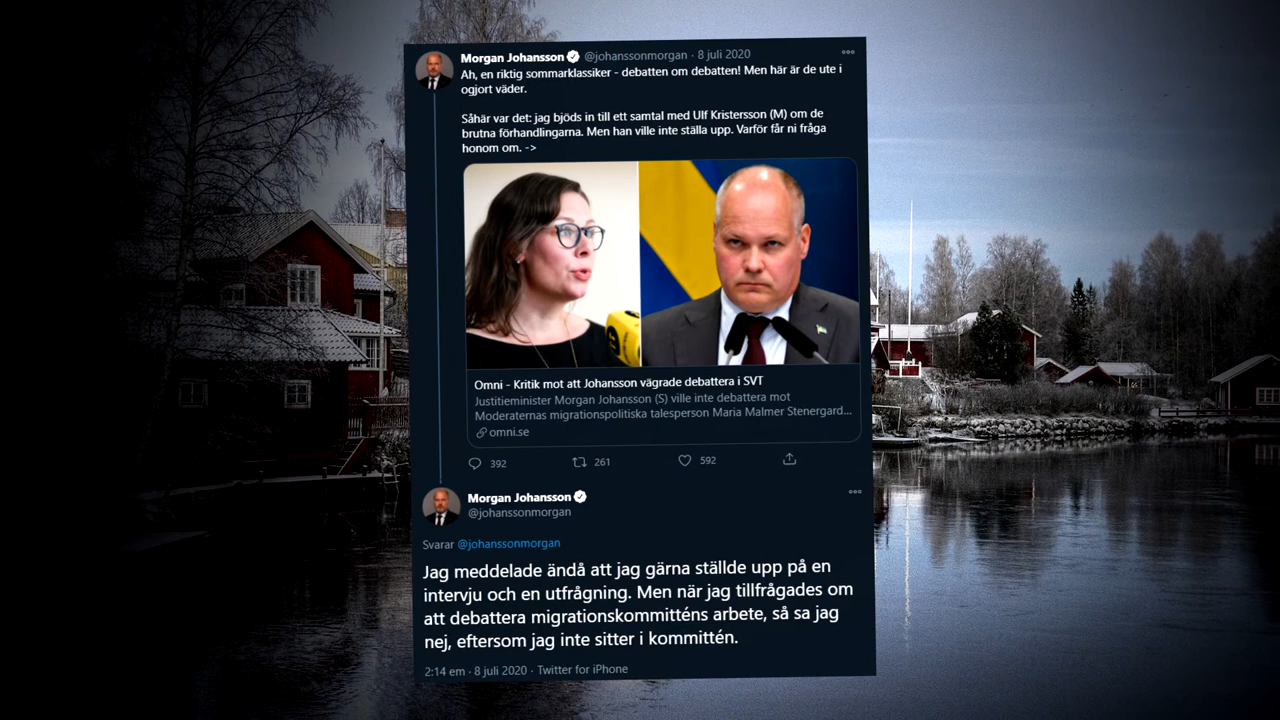 Morgan Johansson @johanssonmorgan · 8 juli 2020
Ah, en riktig sommarklassiker - debatten om debatten! Men här är de ute i
ogjort väder.
Såhär var det: jag bjöds in till ett samtal med Ulf Kristersson (M) om de
brutna förhandlingarna. Men han ville inte ställa upp. Varför får ni fråga
honom om. ->
Omni - Kritik mot att Johansson vägrade debattera i SVT
Justitieminister Morgan Johansson (S) ville inte debattera mot
Moderaternas migrationspolitiska talesperson Maria Malmer Stenergard...
omni.se
392 261 592
Morgan Johansson
@johanssonmorgan
Svarar @johanssonmorgan
Jag meddelade ändå att jag gärna ställde upp på en
intervju och en utfrågning. Men när jag tillfrågades om
att debattera migrationskommitténs arbete, så sa jag
nej, eftersom jag inte sitter i kommittén.
2:14 em · 8 juli 2020 · Twitter for iPhone